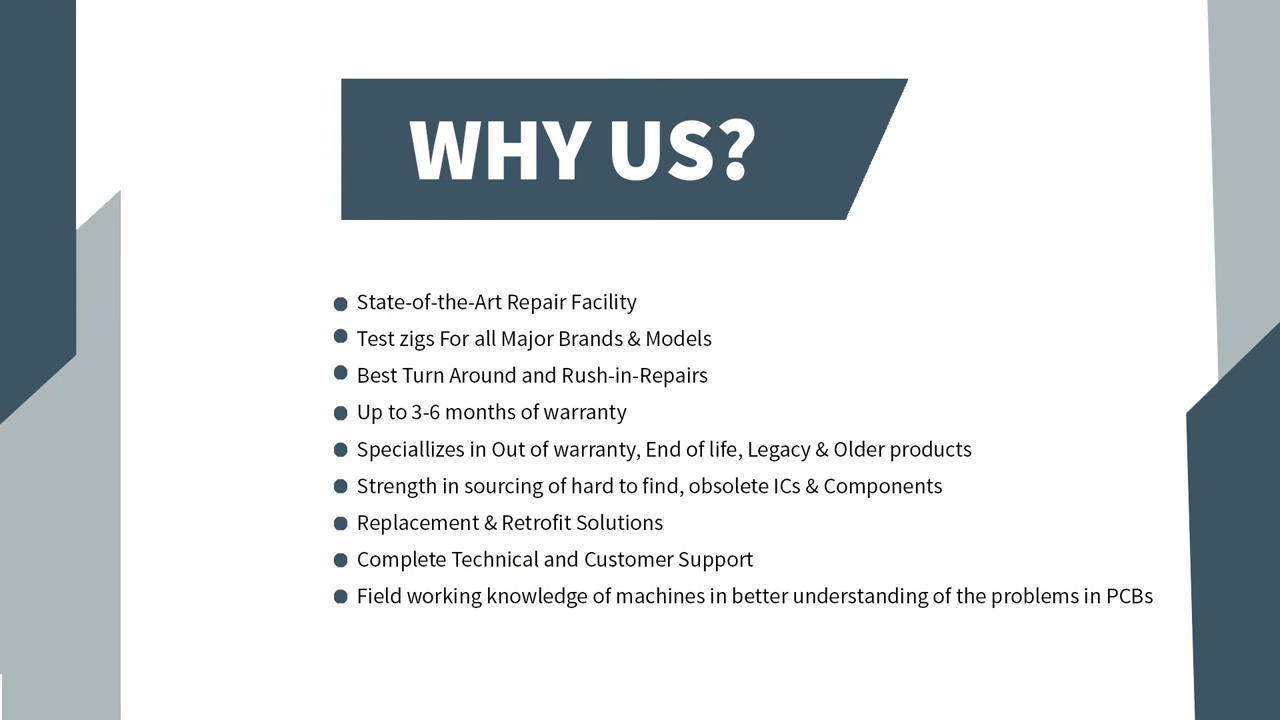 WHY US?
State-of-the-Art Repair Facility
Test zigs For all Major Brands & Models
Best Turn Around and Rush-in-Repairs
Up to 3-6 months of warranty
Speciallizes in Out of warranty, End of life, Legacy & Older products
Strength in sourcing of hard to find, obsolete ICs & Components
Replacement & Retrofit Solutions
Complete Technical and Customer Support
Field working knowledge of machines in better understanding of the problems in PCBs